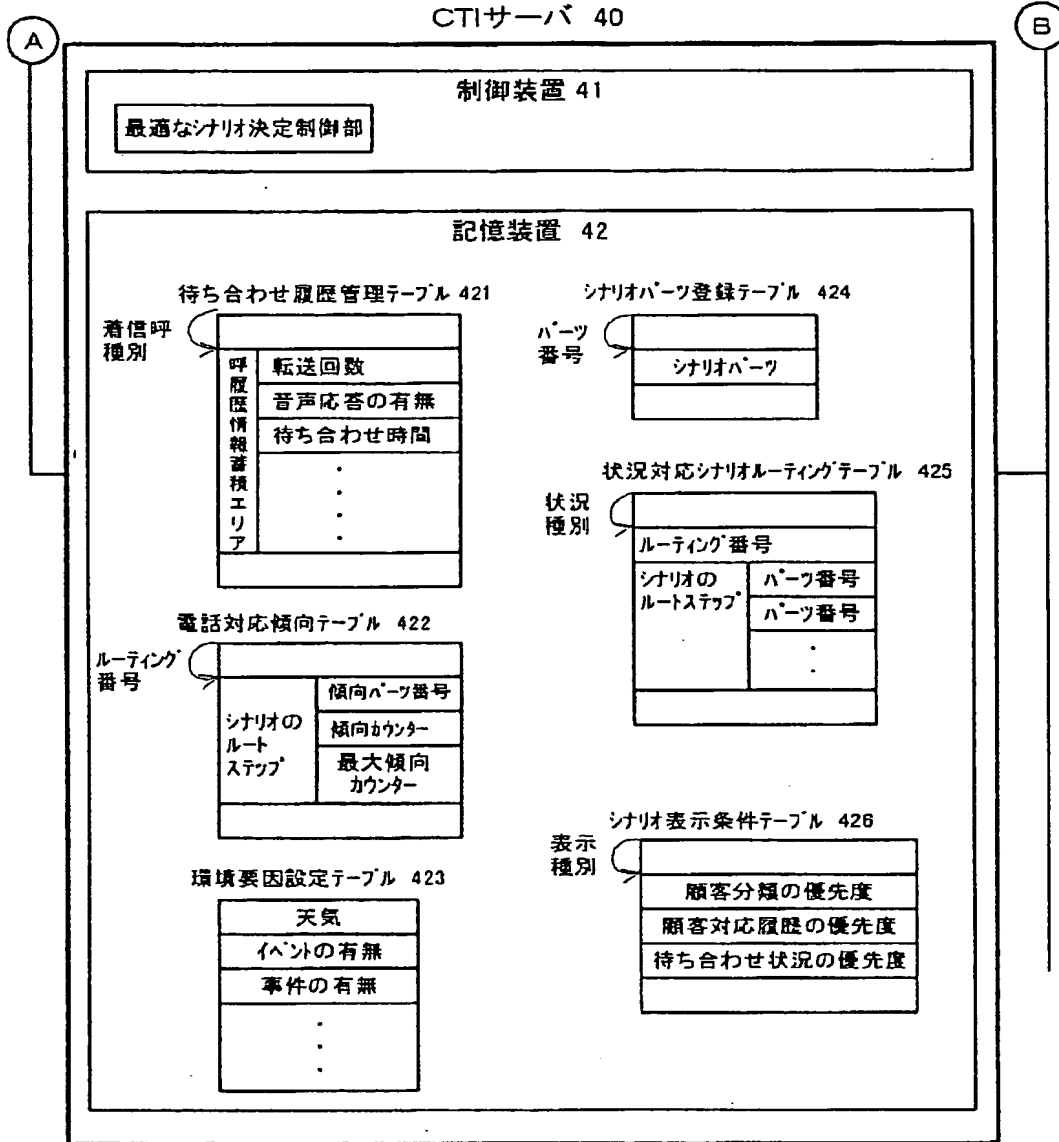 CTIサーバ 40
A
B
制御装置 41
最適なシナリオ決定制御部
記憶装置 42
待ち合わせ履歴管理テーブル 421
着信呼
種別
呼履歴情報蓄積エリア
転送回数
音声応答の有無
待ち合わせ時間
電話対応傾向テーブル 422
ルーティング
番号
シナリオの
ルート
ステップ
傾向パーツ番号
傾向カウンター
最大傾向
カウンター
環境要因設定テーブル 423
天気
イベントの有無
事件の有無
シナリオパーツ登録テーブル 424
パーツ
番号
シナリオパーツ
状況対応シナリオルーティングテーブル 425
状況
種別
ルーティング番号
シナリオの
ルートステップ
パーツ番号
パーツ番号
シナリオ表示条件テーブル 426
表示
種別
顧客分類の優先度
顧客対応履歴の優先度
待ち合わせ状況の優先度